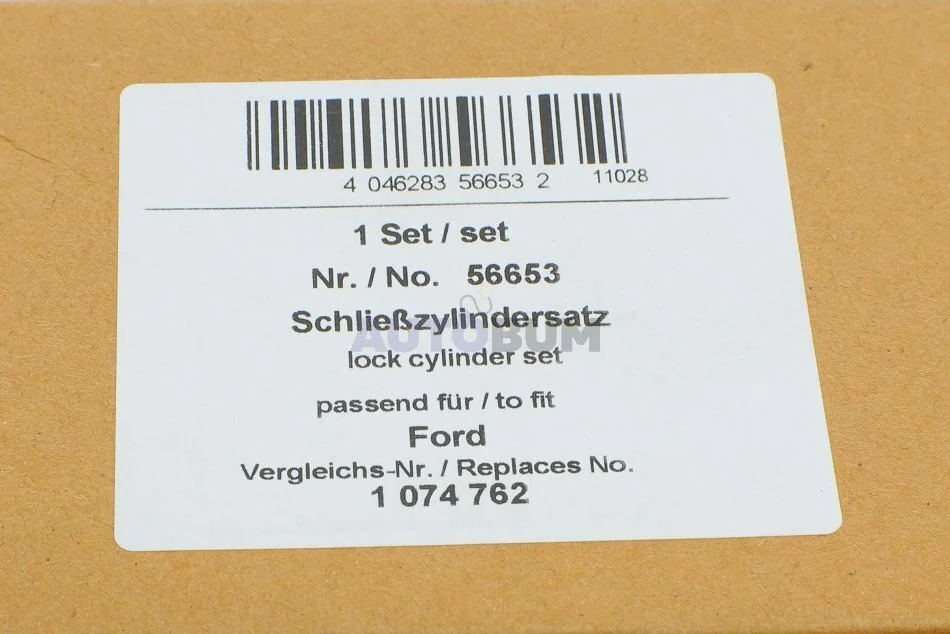 4 046283 56653 2 11028
1 Set / set
Nr. / No. 56653
Schließzylindersatz
AUTOBUM
lock cylinder set
passend für / to fit
Ford
Vergleichs-Nr. / Replaces No.
1 074 762